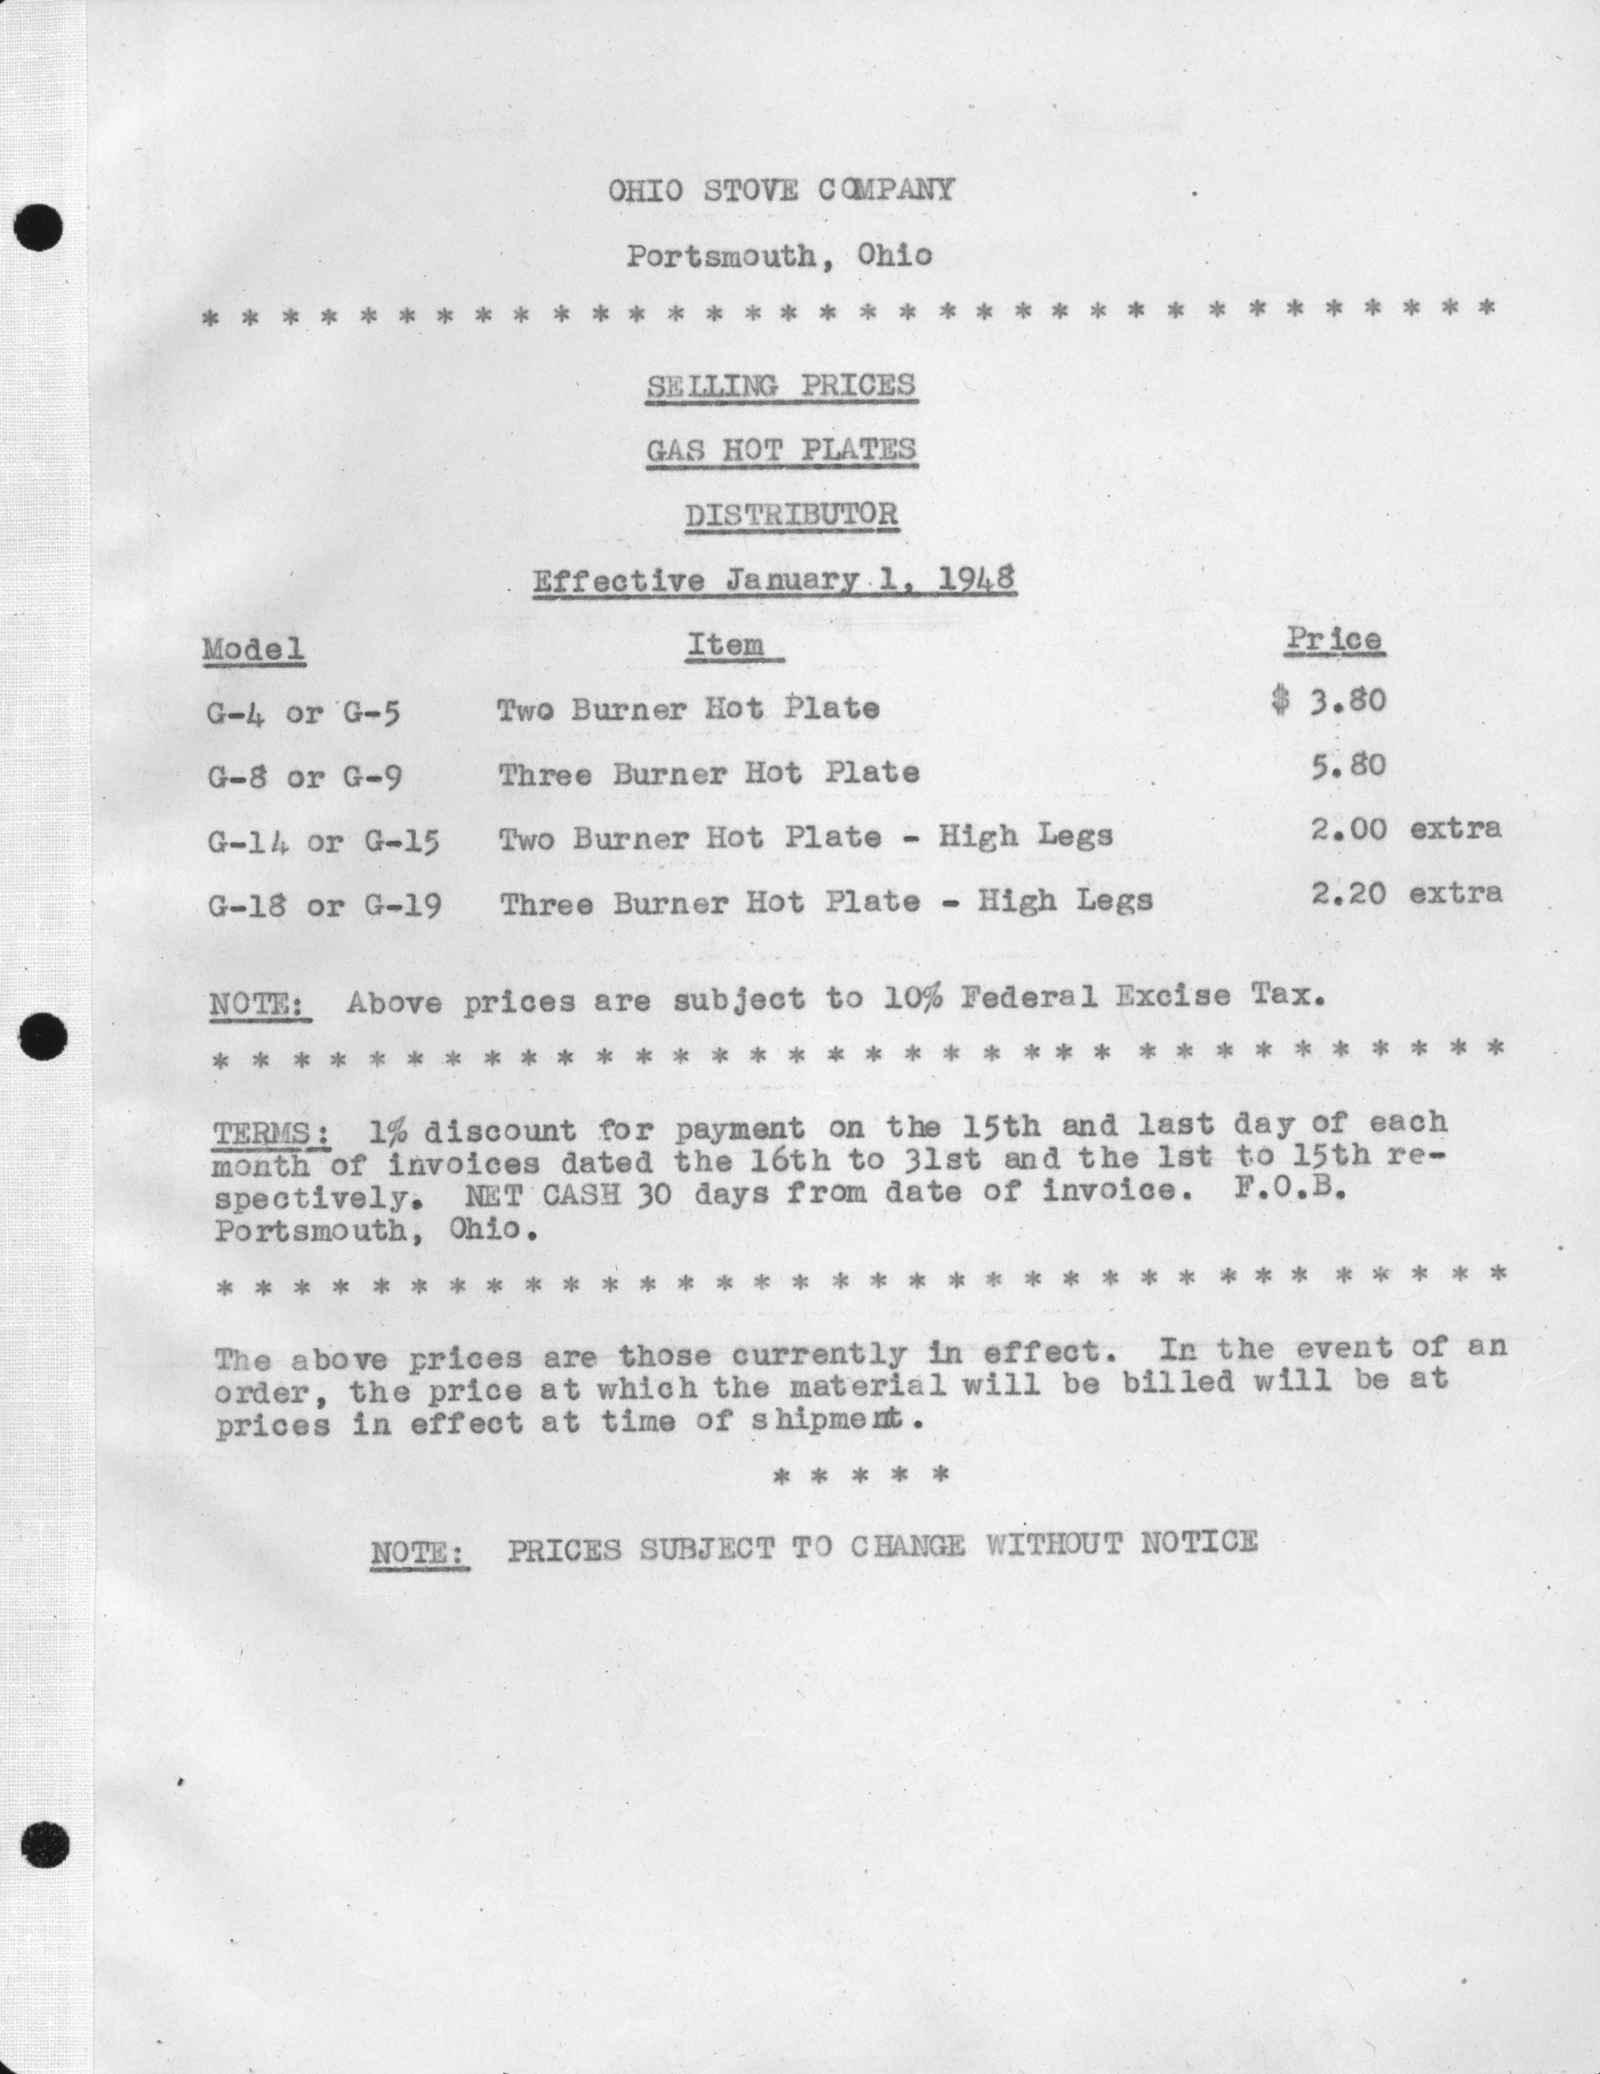 OHIO STOVE COMPANY
Portsmouth, Ohio
* * * * * * * * * * * * * * * * * * * * * * * * * * * * * * * * * *
SELLING PRICES
GAS HOT PLATES
DISTRIBUTOR
Effective January 1, 1948
Model Item Price
G-4 or G-5 Two Burner Hot Plate $ 3.80
G-8 or G-9 Three Burner Hot Plate 5.80
G-14 or G-15 Two Burner Hot Plate - High Legs 2.00 extra
G-18 or G-19 Three Burner Hot Plate - High Legs 2.20 extra
NOTE: Above prices are subject to 10% Federal Excise Tax.
* * * * * * * * * * * * * * * * * * * * * * * * * * * * * * * * * *
TERMS: 1% discount for payment on the 15th and last day of each
month of invoices dated the 16th to 31st and the 1st to 15th re-
spectively. NET CASH 30 days from date of invoice. F.O.B.
Portsmouth, Ohio.
* * * * * * * * * * * * * * * * * * * * * * * * * * * * * * * * * *
The above prices are those currently in effect. In the event of an
order, the price at which the material will be billed will be at
prices in effect at time of shipment.
* * * * *
NOTE: PRICES SUBJECT TO CHANGE WITHOUT NOTICE